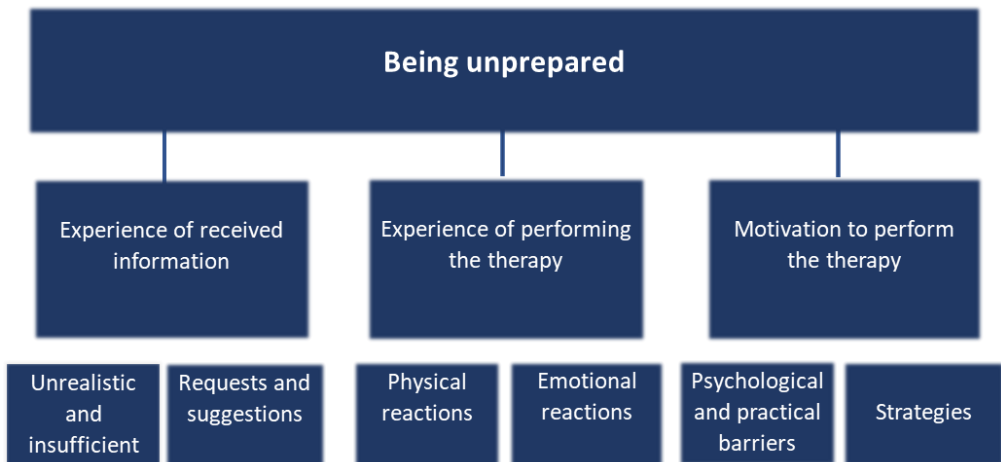 Being unprepared
Experience of received
information
Experience of performing
the therapy
Motivation to perform
the therapy
Unrealistic
and
insufficient
Requests and
suggestions
Physical
reactions
Emotional
reactions
Psychological
and practical
barriers
Strategies